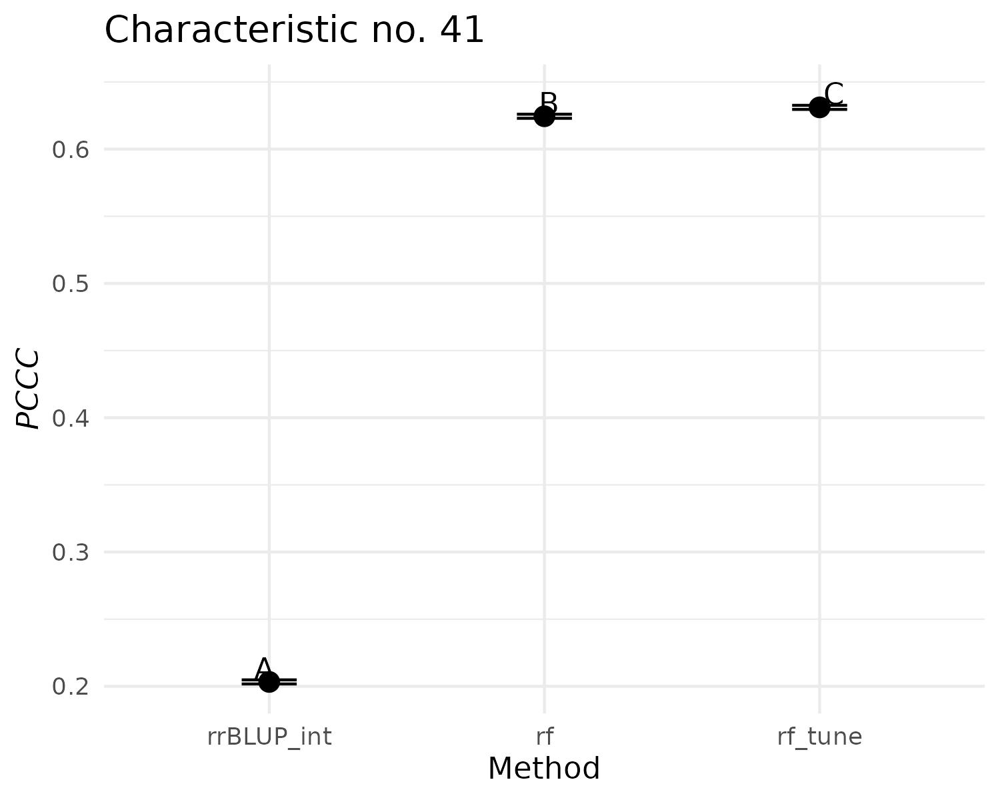 Characteristic no. 41
C
B
0.6
0.5
PCCC
0.4
0.3
A
0.2
rrBLUP_int rf rf_tune
Method